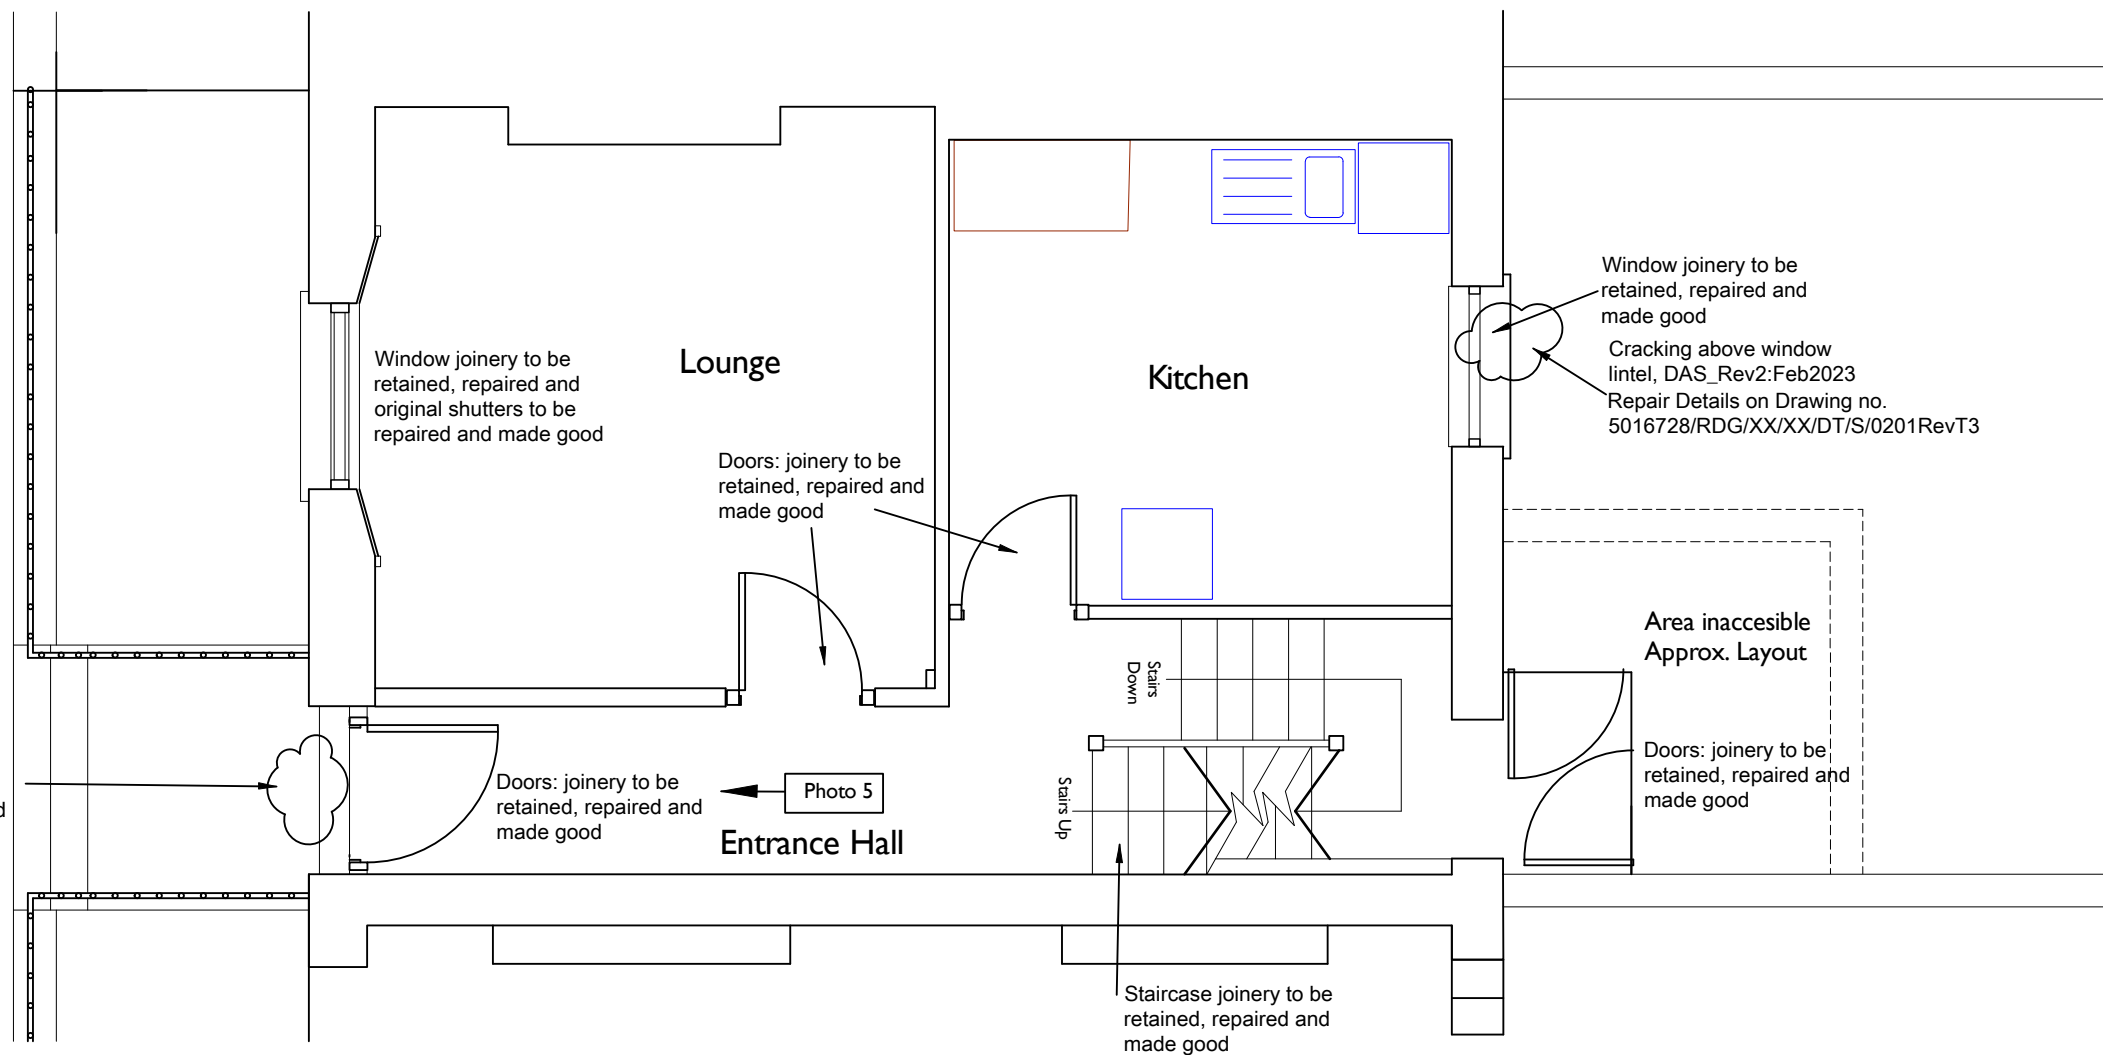 Window joinery to be
retained, repaired and
made good
Cracking above window
lintel, DAS_Rev2:Feb2023
Repair Details on Drawing no.
5016728/RDG/XX/XX/DT/S/0201RevT3
Window joinery to be
retained, repaired and
original shutters to be
repaired and made good
Lounge
Kitchen
Doors: joinery to be
retained, repaired and
made good
Area inaccesible
Approx. Layout
Stairs
Down
Doors: joinery to be
retained, repaired and
made good
Doors: joinery to be
retained, repaired and
made good
Photo 5
Stairs Up
Entrance Hall
d
Staircase joinery to be
retained, repaired and
made good